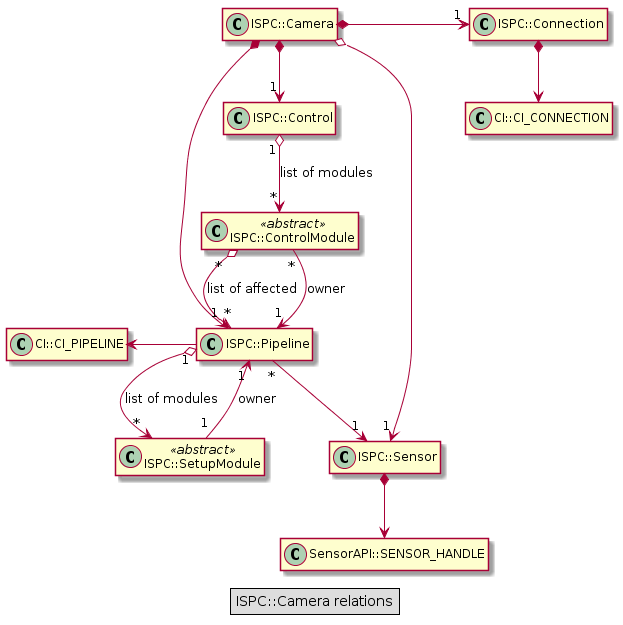 C ISPC::Camera
1
C ISPC::Connection
1
C ISPC::Control
C CI::CI_CONNECTION
1
list of modules
*
C «abstract»
ISPC::ControlModule
*
*
list of affected
owner
1
*
1
C CI::CI_PIPELINE
C ISPC::Pipeline
1
1
*
list of modules
owner
*
1
1
1
C ISPC::Sensor
C «abstract»
ISPC::SetupModule
C SensorAPI::SENSOR_HANDLE
ISPC::Camera relations